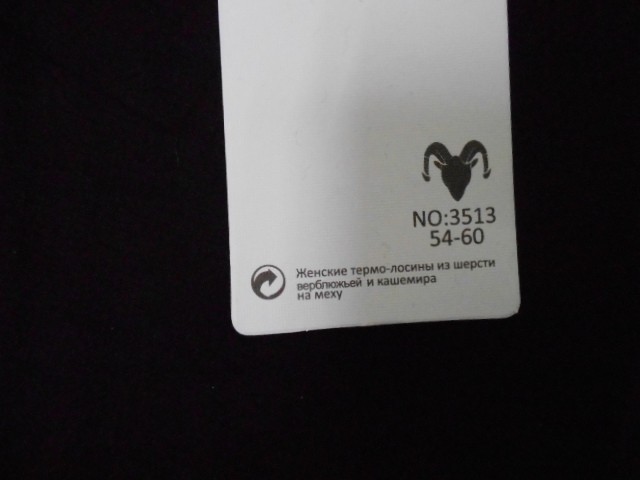 NO:3513
54-60
Женские термо-лосины из шерсти
верблюжьей и кашемира
на меху